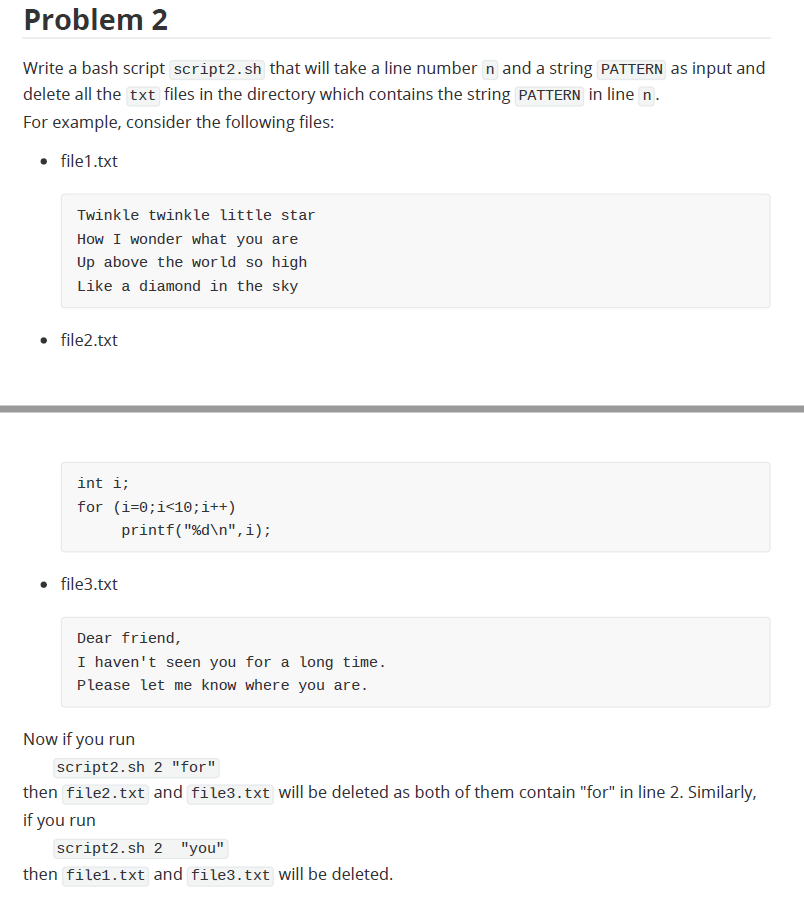 Problem 2
Write a bash script script2.sh that will take a line number n and a string PATTERN as input and
delete all the txt files in the directory which contains the string PATTERN in line n.
For example, consider the following files:
• file1.txt
Twinkle twinkle little star
How I wonder what you are
Up above the world so high
Like a diamond in the sky
• file2.txt
int i;
for (i=0;i<10;i++)
     printf("%d\n",i);
• file3.txt
Dear friend,
I haven't seen you for a long time.
Please let me know where you are.
Now if you run
script2.sh 2 "for"
then file2.txt and file3.txt will be deleted as both of them contain "for" in line 2. Similarly,
if you run
script2.sh 2  "you"
then file1.txt and file3.txt will be deleted.